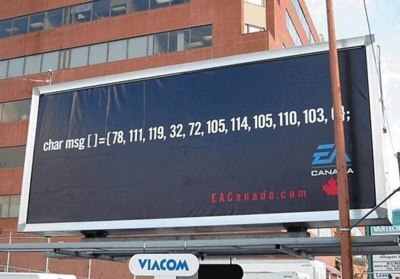 char msg [ ]={ 78, 111, 119, 32, 72, 105, 114, 105, 110, 103,
EA
CANADA
EACanada.com
VIACOM